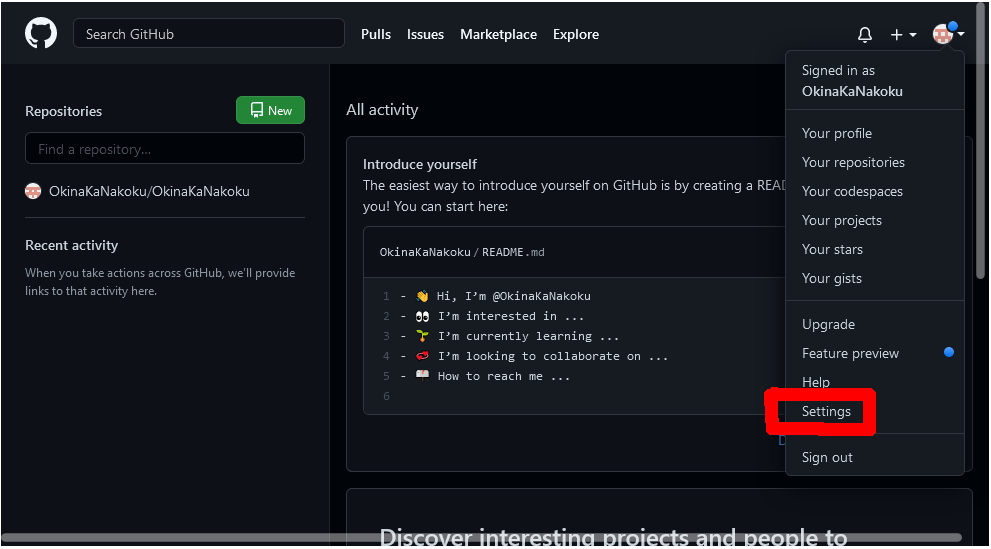 Search GitHub
Pulls Issues Marketplace Explore
Repositories
New
Find a repository...
OkinaKaNakoku/OkinaKaNakoku
Recent activity
When you take actions across GitHub, we'll provide
links to that activity here.
All activity
Introduce yourself
The easiest way to introduce yourself on GitHub is by creating a
you! You can start here:
OkinaKaNakoku/README.md
1 - 👋 Hi, I'm @OkinaKaNakoku
2 - 👀 I'm interested in ...
3 - 🌱 I'm currently learning ...
4 - 💞️ I'm looking to collaborate on ...
5 - 📫 How to reach me ...
6
Discover interesting projects and people to
Signed in as
OkinaKaNakoku
Your profile
Your repositories
Your codespaces
Your projects
Your stars
Your gists
Upgrade
Feature preview
Help
Settings
Sign out